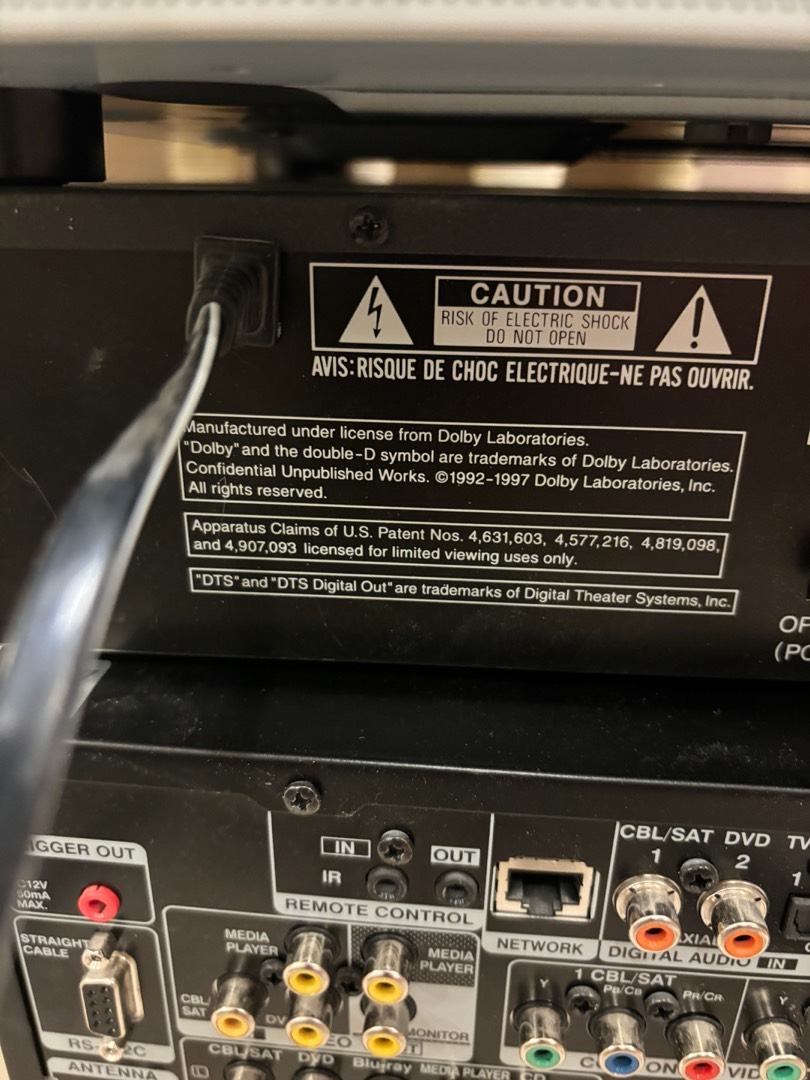 CAUTION
RISK OF ELECTRIC SHOCK
DO NOT OPEN
AVIS:RISQUE DE CHOC ELECTRIQUE-NE PAS OUVRIR.
Manufactured under license from Dolby Laboratories.
"Dolby" and the double-D symbol are trademarks of Dolby Laboratories.
Confidential Unpublished Works. ©1992-1997 Dolby Laboratories, Inc.
All rights reserved.
Apparatus Claims of U.S. Patent Nos. 4,631,603, 4,577,216, 4,819,098,
and 4,907,093 licensed for limited viewing uses only.
"DTS" and "DTS Digital Out" are trademarks of Digital Theater Systems, Inc.
(PC
CBL/SAT DVD TV
1 2 1
IN OUT
IR
REMOTE CONTROL
NETWORK
DIGITAL AUDIO IN
OUT
12V
MAX.
STRAIGHT
CABLE
MEDIA
PLAYER
MEDIA
PLAYER
CBL/
SAT
MONITOR
1 CBL/SAT
Y PB/CB PR/CR Y
ANTENNA
CBL/SAT DVD Blu-ray MEDIA PLAYER CD